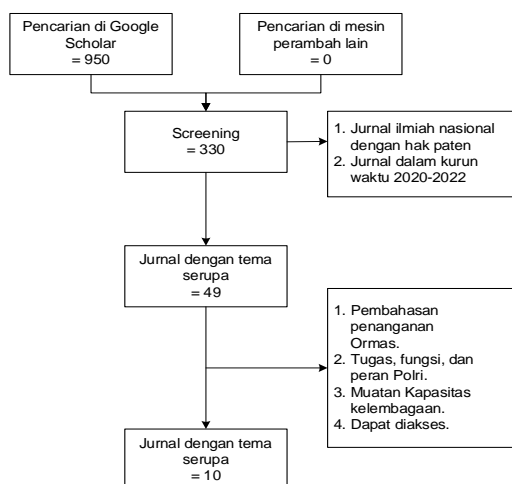 Pencarian di Google
Scholar
= 950
Pencarian di mesin
perambah lain
= 0
Screening
= 330
1. Jurnal ilmiah nasional
dengan hak paten
2. Jurnal dalam kurun
waktu 2020-2022
Jurnal dengan tema
serupa
= 49
1. Pembahasan
penanganan
Ormas.
2. Tugas, fungsi, dan
peran Polri.
3. Muatan Kapasitas
kelembagaan.
4. Dapat diakses.
Jurnal dengan tema
serupa
= 10